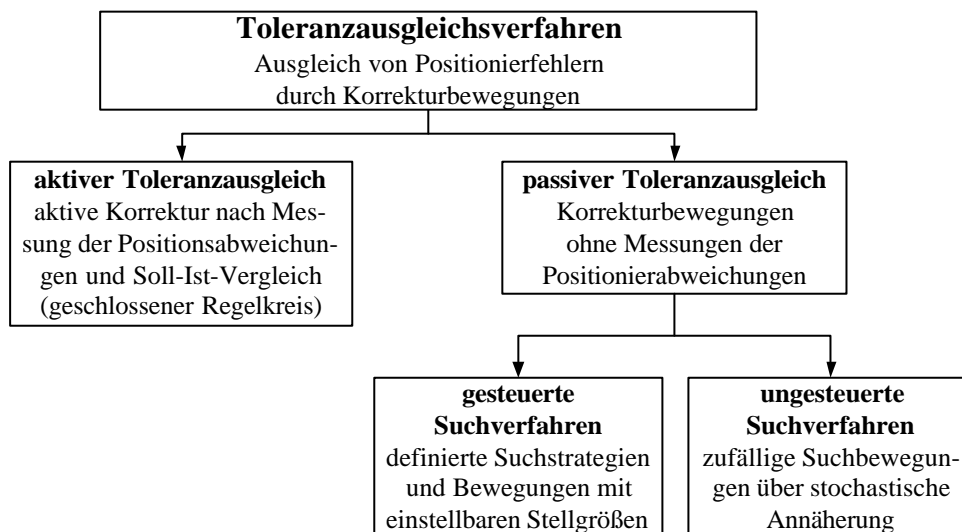 Toleranzausgleichsverfahren
Ausgleich von Positionierfehlern
durch Korrekturbewegungen
aktiver Toleranzausgleich
aktive Korrektur nach Mes-
sung der Positionsabweichun-
gen und Soll-Ist-Vergleich
(geschlossener Regelkreis)
passiver Toleranzausgleich
Korrekturbewegungen
ohne Messungen der
Positionierabweichungen
gesteuerte
Suchverfahren
definierte Suchstrategien
und Bewegungen mit
einstellbaren Stellgrößen
ungesteuerte
Suchverfahren
zufällige Suchbewegun-
gen über stochastische
Annäherung